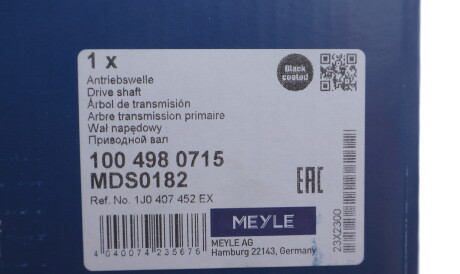 1 x
Black
coated
Antriebswelle
Drive shaft
Árbol de transmisión
Arbre transmission primaire
Wał napędowy
Приводной вал
100 498 0715
MDS0182
Ref. No. 1J0 407 452 EX
EAC
MEYLE
MEYLE AG
Hamburg 22143, Germany
4 040074 235676
23X2300